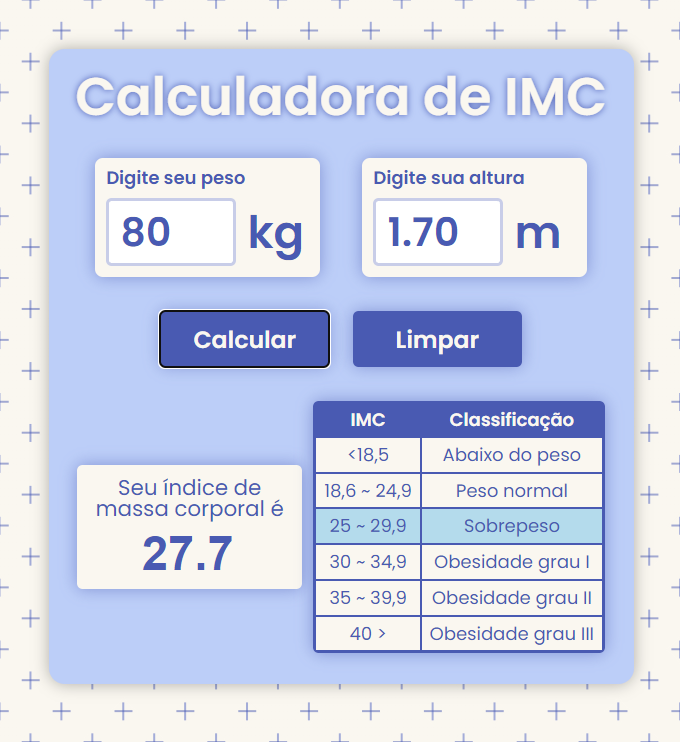 Calculadora de IMC
Digite seu peso
80 kg
Digite sua altura
1.70 m
Calcular
Limpar
Seu índice de
massa corporal é
27.7
IMC Classificação
<18,5 Abaixo do peso
18,6 ~ 24,9 Peso normal
25 ~ 29,9 Sobrepeso
30 ~ 34,9 Obesidade grau I
35 ~ 39,9 Obesidade grau II
40 > Obesidade grau III